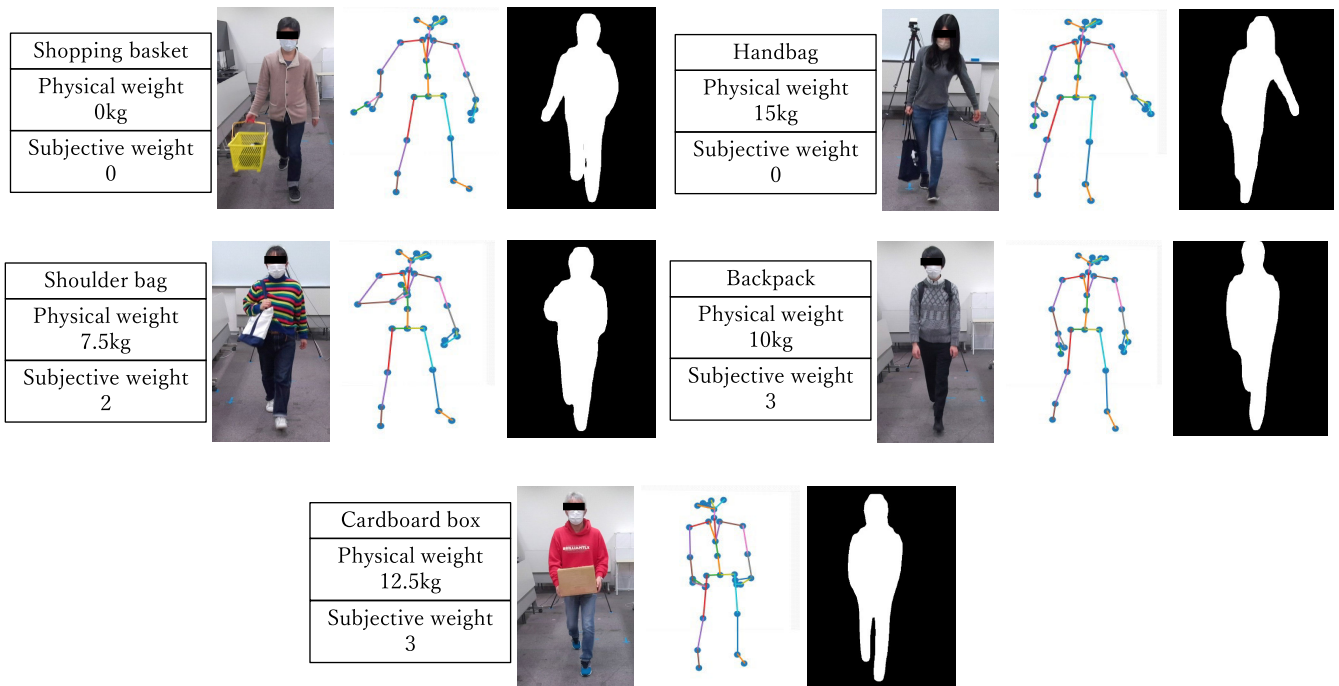 Shopping basket
Physical weight
0kg
Subjective weight
0
Handbag
Physical weight
15kg
Subjective weight
0
Shoulder bag
Physical weight
7.5kg
Subjective weight
2
Backpack
Physical weight
10kg
Subjective weight
3
Cardboard box
Physical weight
12.5kg
Subjective weight
3